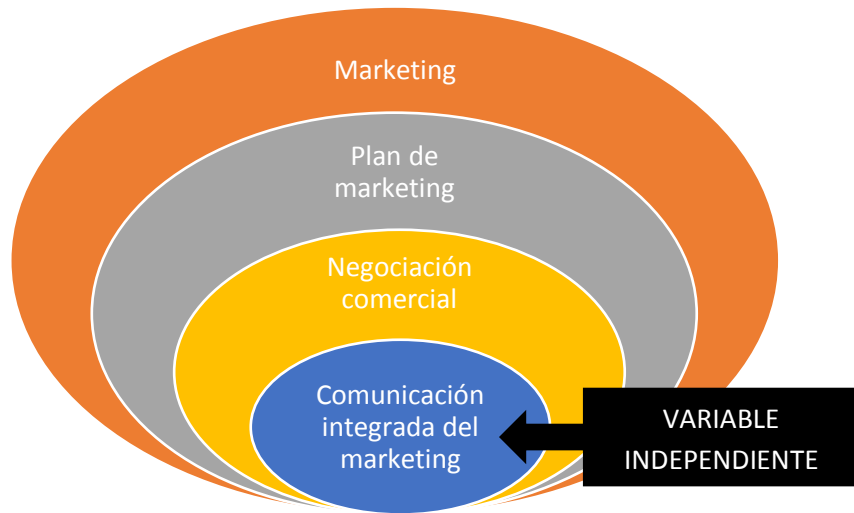 Marketing
Plan de
marketing
Negociación
comercial
Comunicación
integrada del
marketing
VARIABLE
INDEPENDIENTE